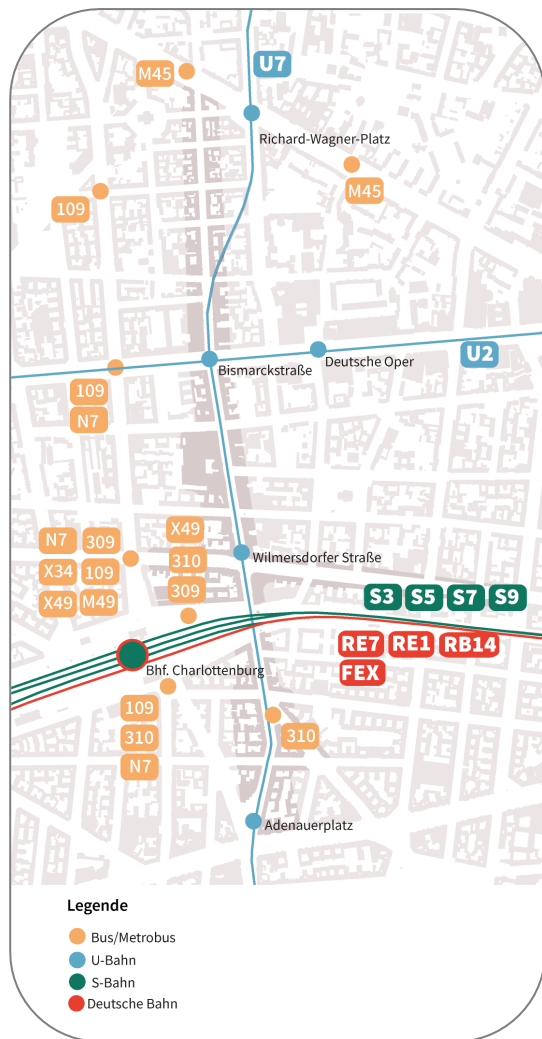 U7
M45
Richard-Wagner-Platz
M45
109
U2
Deutsche Oper
Bismarckstraße
109
N7
X49
N7
309
310
Wilmersdorfer Straße
X34
109
309
X49
M49
S3
S5
S7
S9
RE7
RE1
RB14
FEX
Bhf. Charlottenburg
109
310
310
N7
Adenauerplatz
Legende
Bus/Metrobus
U-Bahn
S-Bahn
Deutsche Bahn